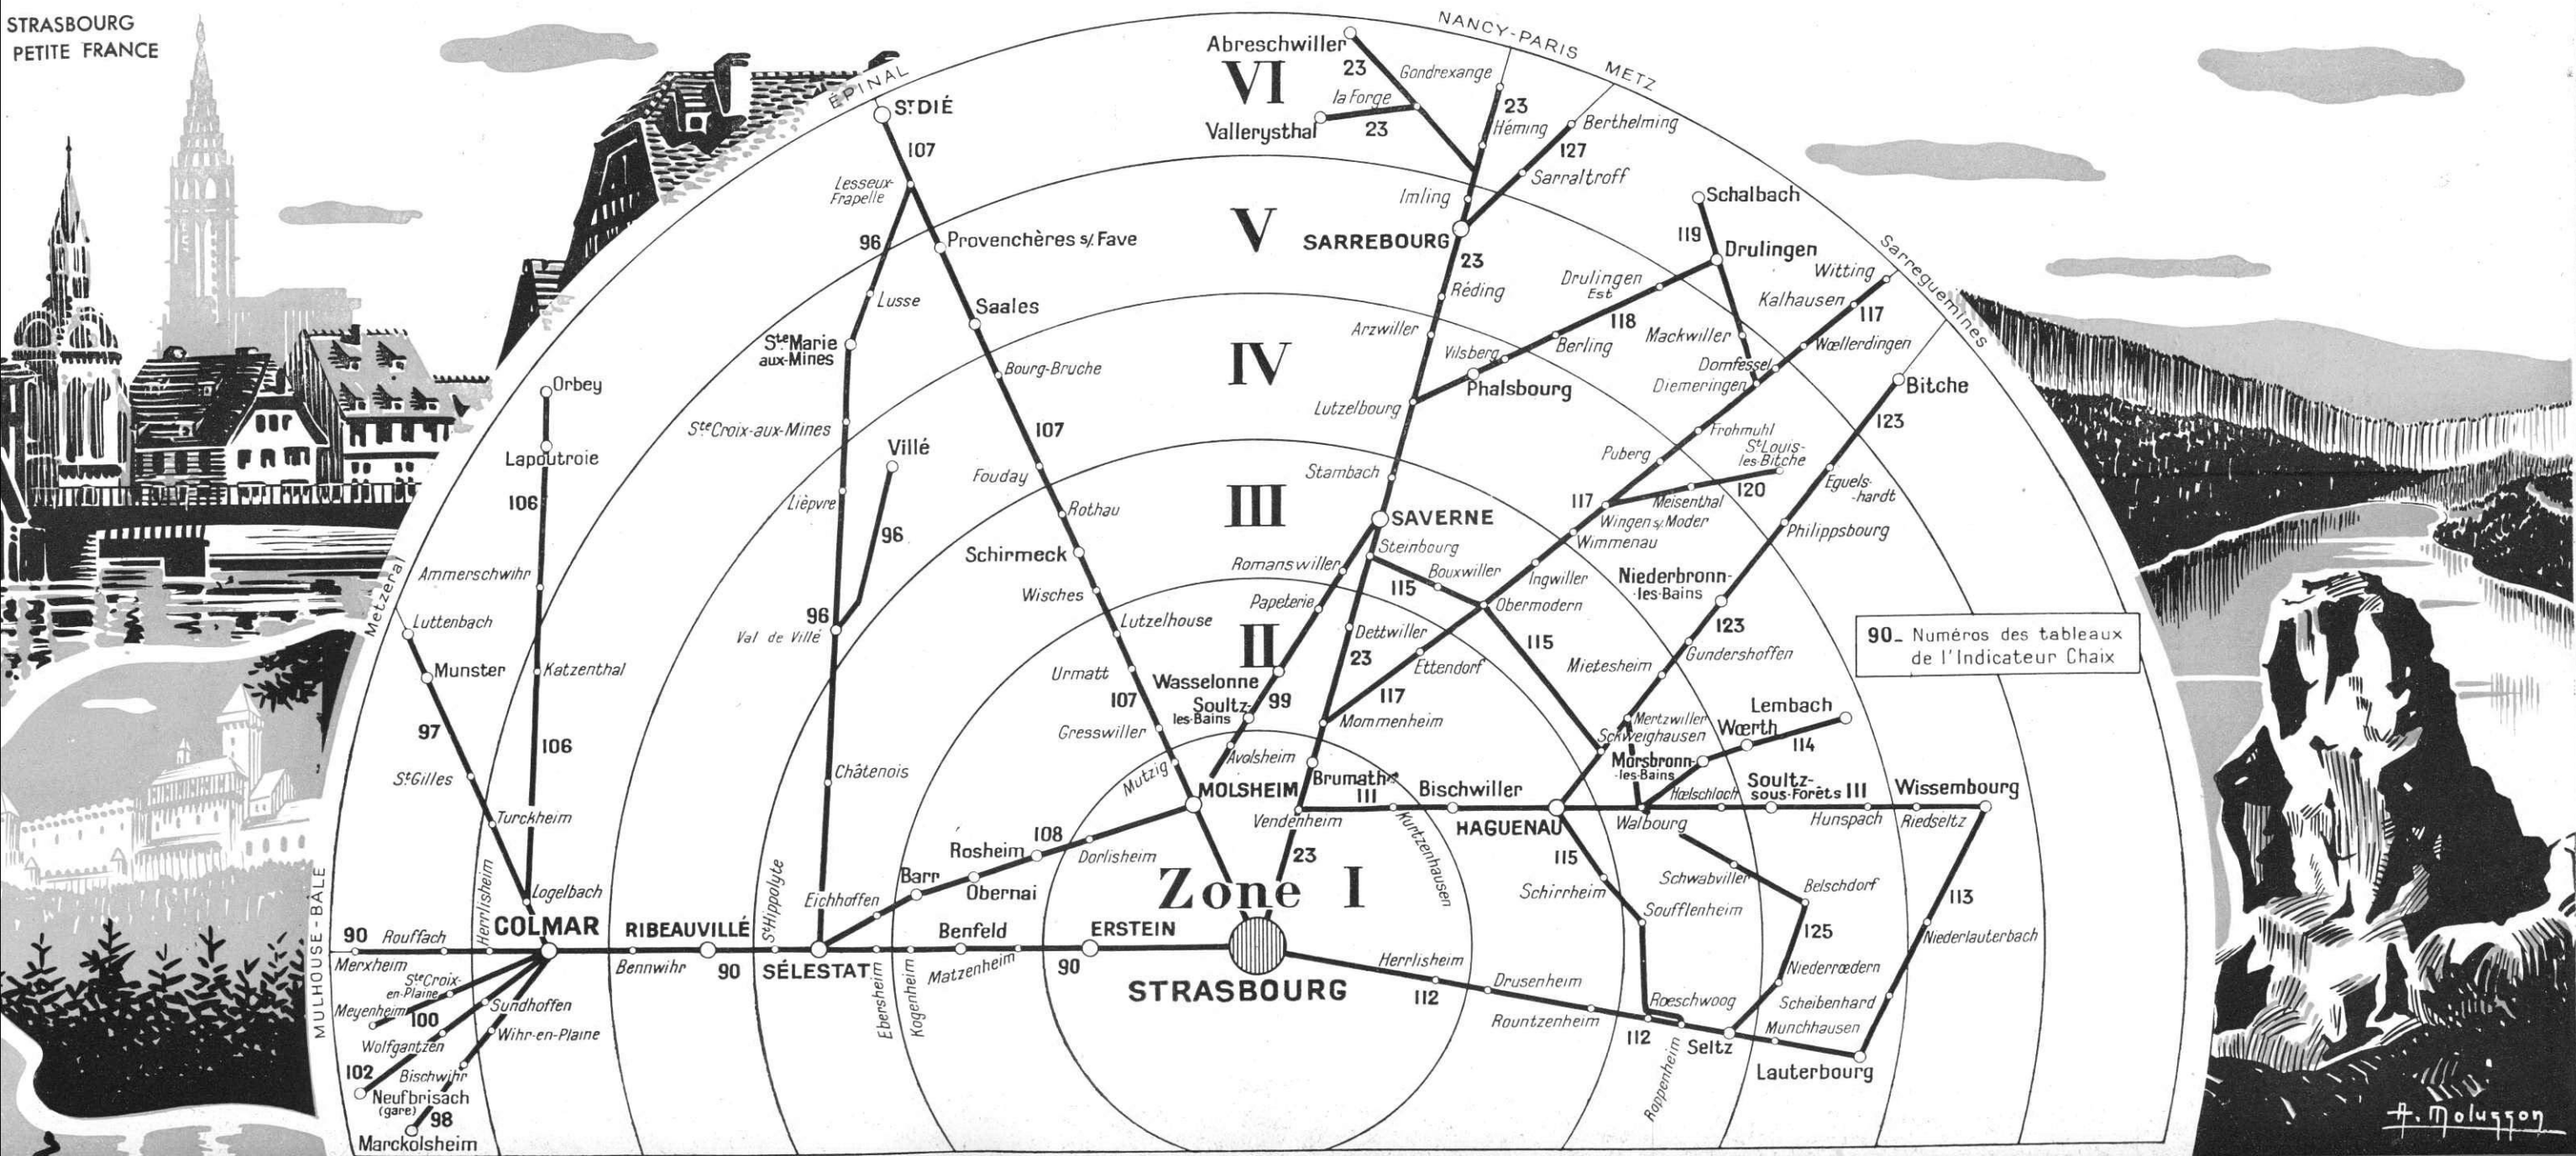 STRASBOURG
PETITE FRANCE
NANCY-PARIS
METZ
ÉPINAL
Sarreguemines
Metzeral
MULHOUSE-BÂLE
VI
V
IV
III
II
Zone I
Abreschwiller
23
Gondrexange
la Forge
23
Héming
Vallerysthal
23
Berthelming
127
Sarraltroff
Imling
SARREBOURG
23
Réding
Arzwiller
Schalbach
119
Drulingen
Drulingen
Est
118
Berling
Vilsberg
Phalsbourg
Lutzelbourg
Mackwiller
Domfessel
Diemeringen
Witting
Kalhausen
117
Wœllerdingen
Bitche
123
Frohmuhl
Puberg
St Louis-
les-Bitche
Meisenthal
120
Eguels-
-hardt
117
Wingen s/ Moder
Wimmenau
Philippsbourg
Stambach
SAVERNE
Steinbourg
Romanswiller
Bouxwiller
115
Ingwiller
Obermodern
Papeterie
Niederbronn-
-les-Bains
123
Gundershoffen
Mietesheim
Dettwiller
23
115
Ettendorf
117
Mommenheim
Wasselonne
Soultz-
les-Bains
99
Avolsheim
Mertzwiller
Schweighausen
Lembach
Wœrth
114
Morsbronn-
-les-Bains
ST DIÉ
107
Lesseux-
Frapelle
96
Provenchères s/. Fave
Lusse
Saales
Ste Marie
aux-Mines
Bourg-Bruche
Ste Croix-aux-Mines
107
Villé
Fouday
Lièpvre
Rothau
96
Schirmeck
Wisches
Lutzelhouse
96
Val de Villé
Urmatt
107
Gresswiller
Châtenois
Mutzig
Orbey
Lapoutroie
106
Ammerschwihr
Luttenbach
Munster
Katzenthal
97
106
St Gilles
Turckheim
Logelbach
90_ Numéros des tableaux
de l'Indicateur Chaix
MOLSHEIM
Brumath
111
Bischwiller
Vendenheim
Kurtzenhausen
HAGUENAU
Walbourg
Hœlschloch
Soultz-
sous-Forêts
111
Hunspach
Riedseltz
Wissembourg
108
Rosheim
Dorlisheim
Barr
Obernai
Eichhoffen
St Hippolyte
Herrlisheim
23
115
Schirrheim
Soufflenheim
Schwabviller
Belschdorf
125
113
Niederlauterbach
Niederrœdern
Scheibenhard
90
Rouffach
Merxheim
COLMAR
RIBEAUVILLÉ
Bennwihr
90
SÉLESTAT
Ebersheim
Kogenheim
Benfeld
Matzenheim
ERSTEIN
90
STRASBOURG
Herrlisheim
112
Drusenheim
Rountzenheim
Rœschwoog
112
Roppenheim
Seltz
Munchhausen
Lauterbourg
Ste Croix-
en-Plaine
Meyenheim
100
Sundhoffen
Wihr-en-Plaine
Wolfgantzen
102
Bischwihr
Neufbrisach
(gare)
98
Marckolsheim
A. Molusson